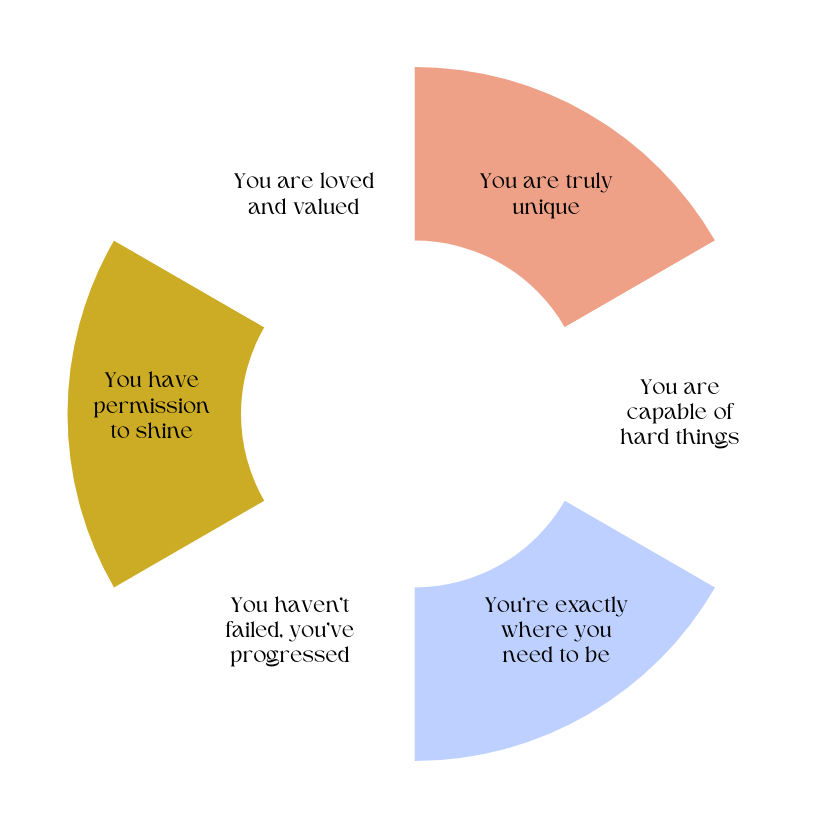 You are loved
and valued
You are truly
unique
You have
permission
to shine
You are
capable of
hard things
You haven't
failed, you've
progressed
You're exactly
where you
need to be